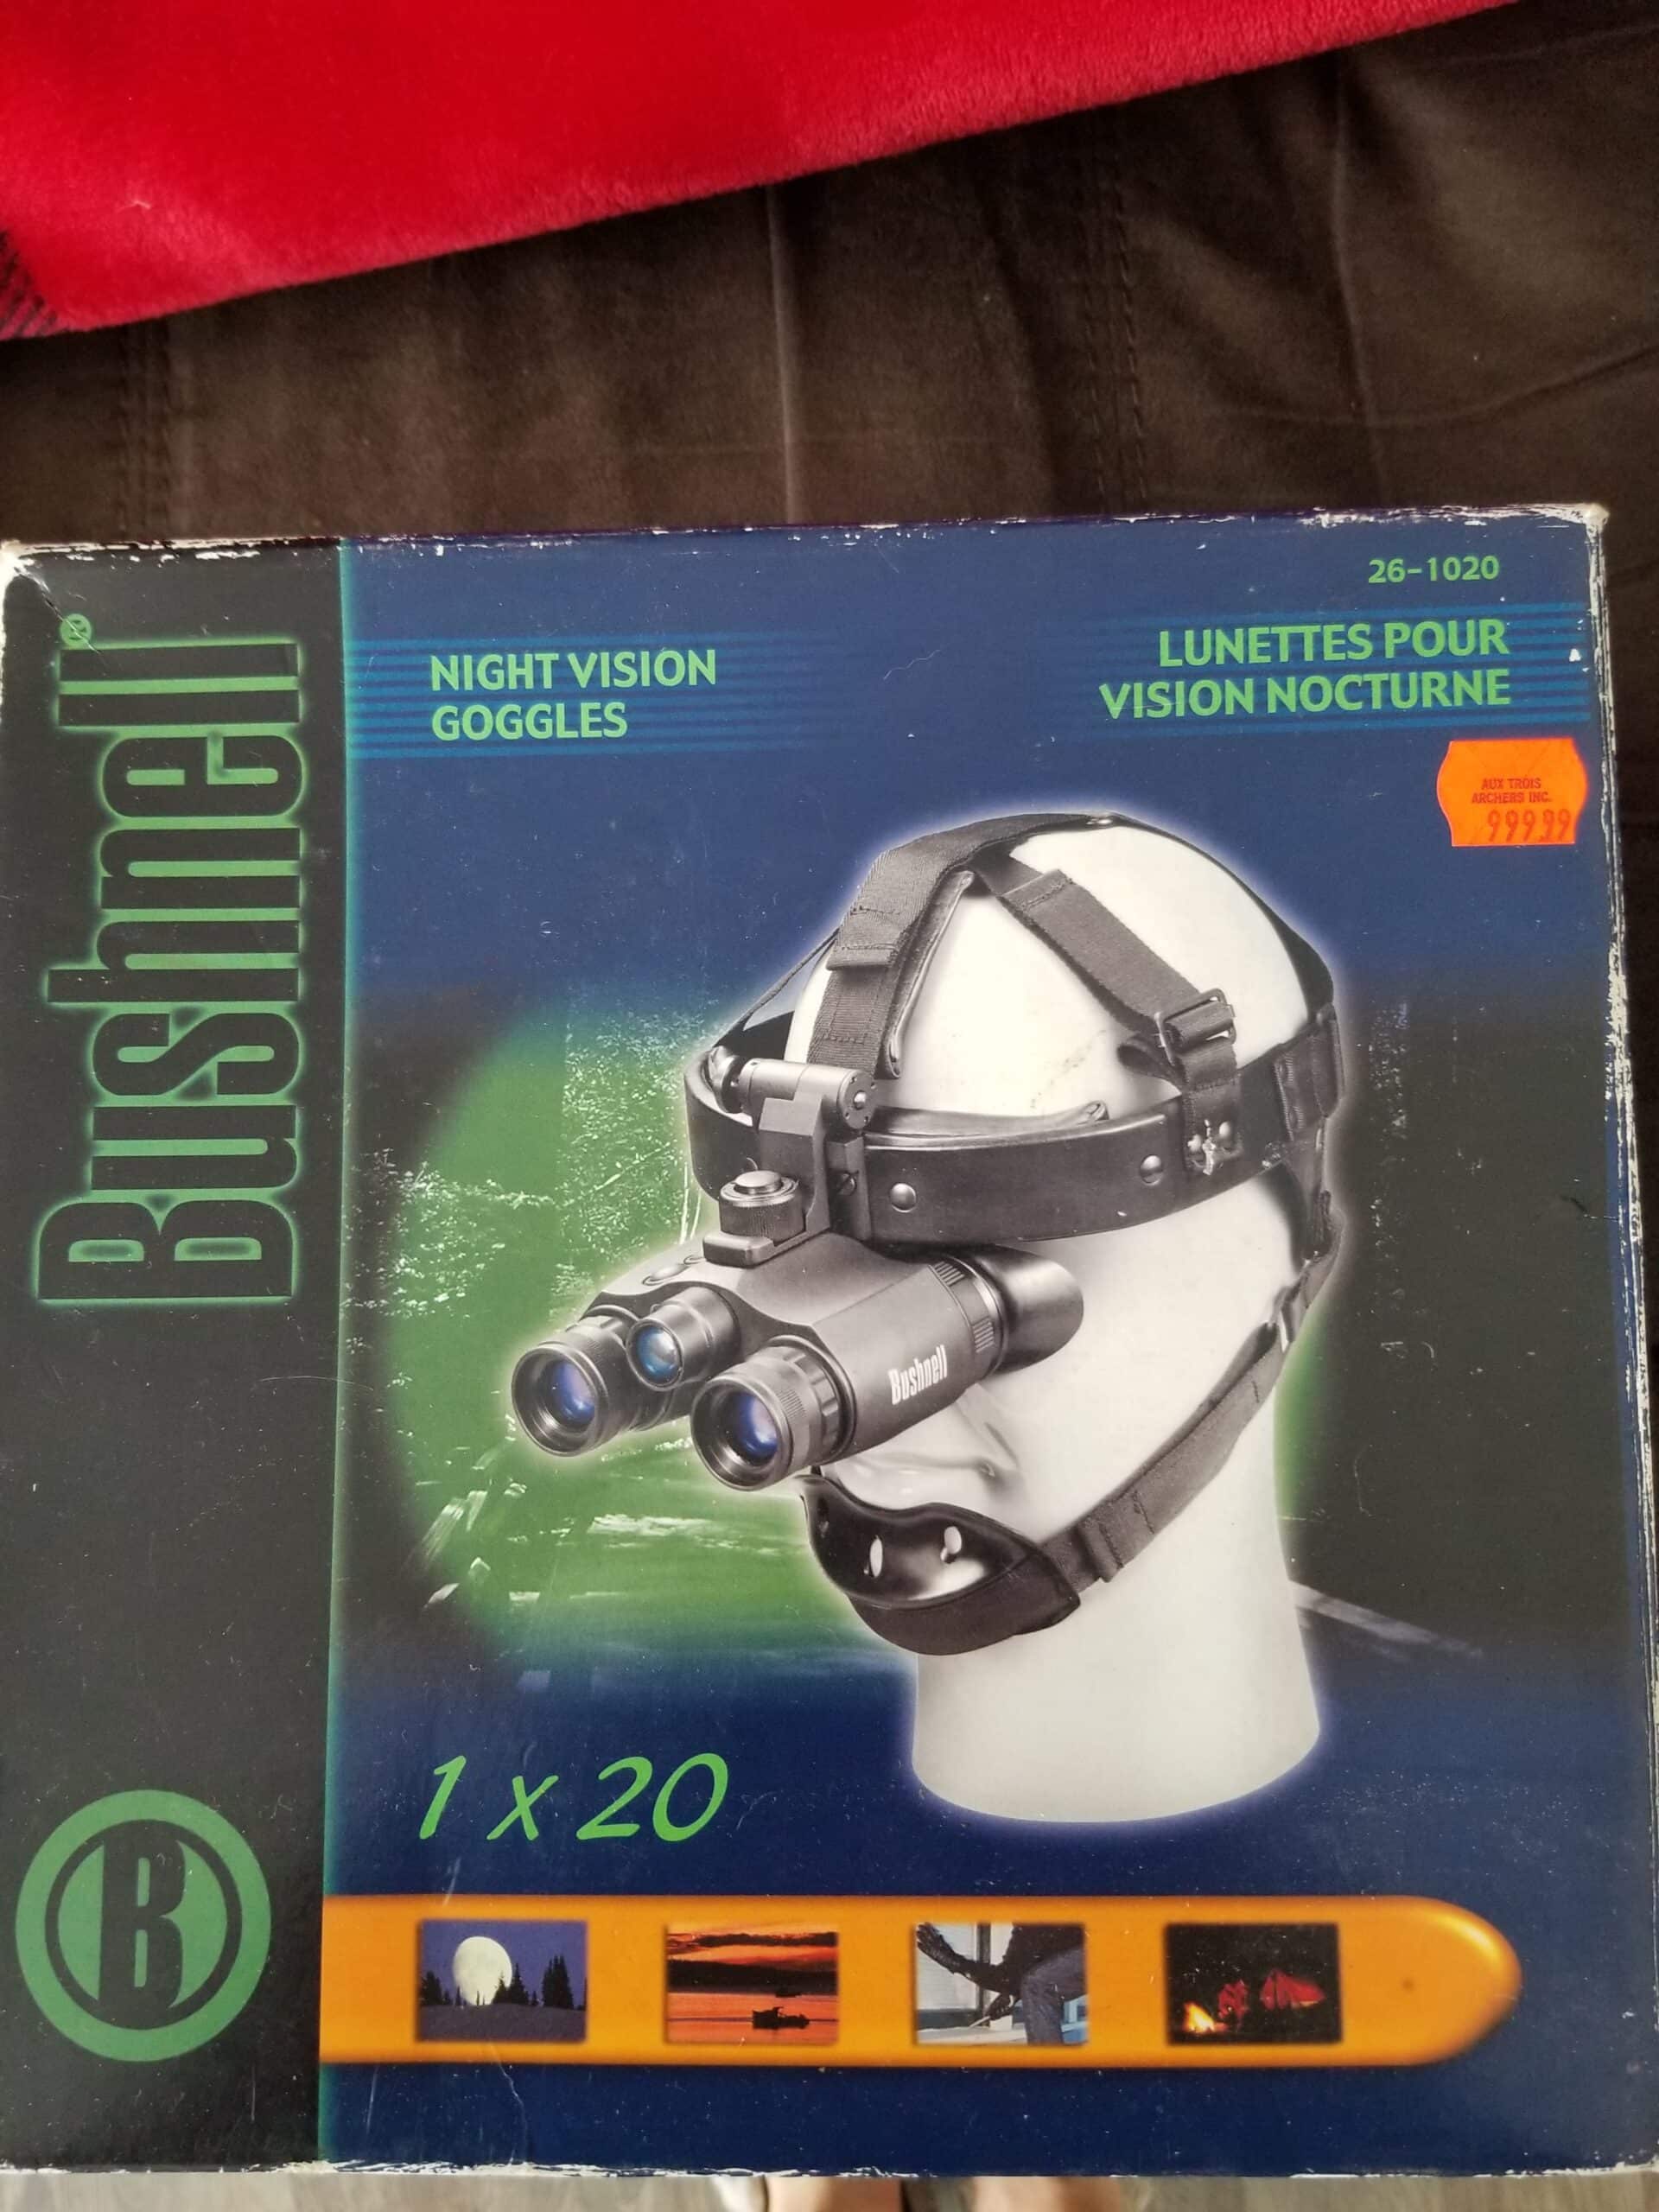 Bushnell®
26-1020
NIGHT VISION
GOGGLES
LUNETTES POUR
VISION NOCTURNE
AUX TROIS
ARCHERS INC.
999.99
Bushnell
1 x 20
B